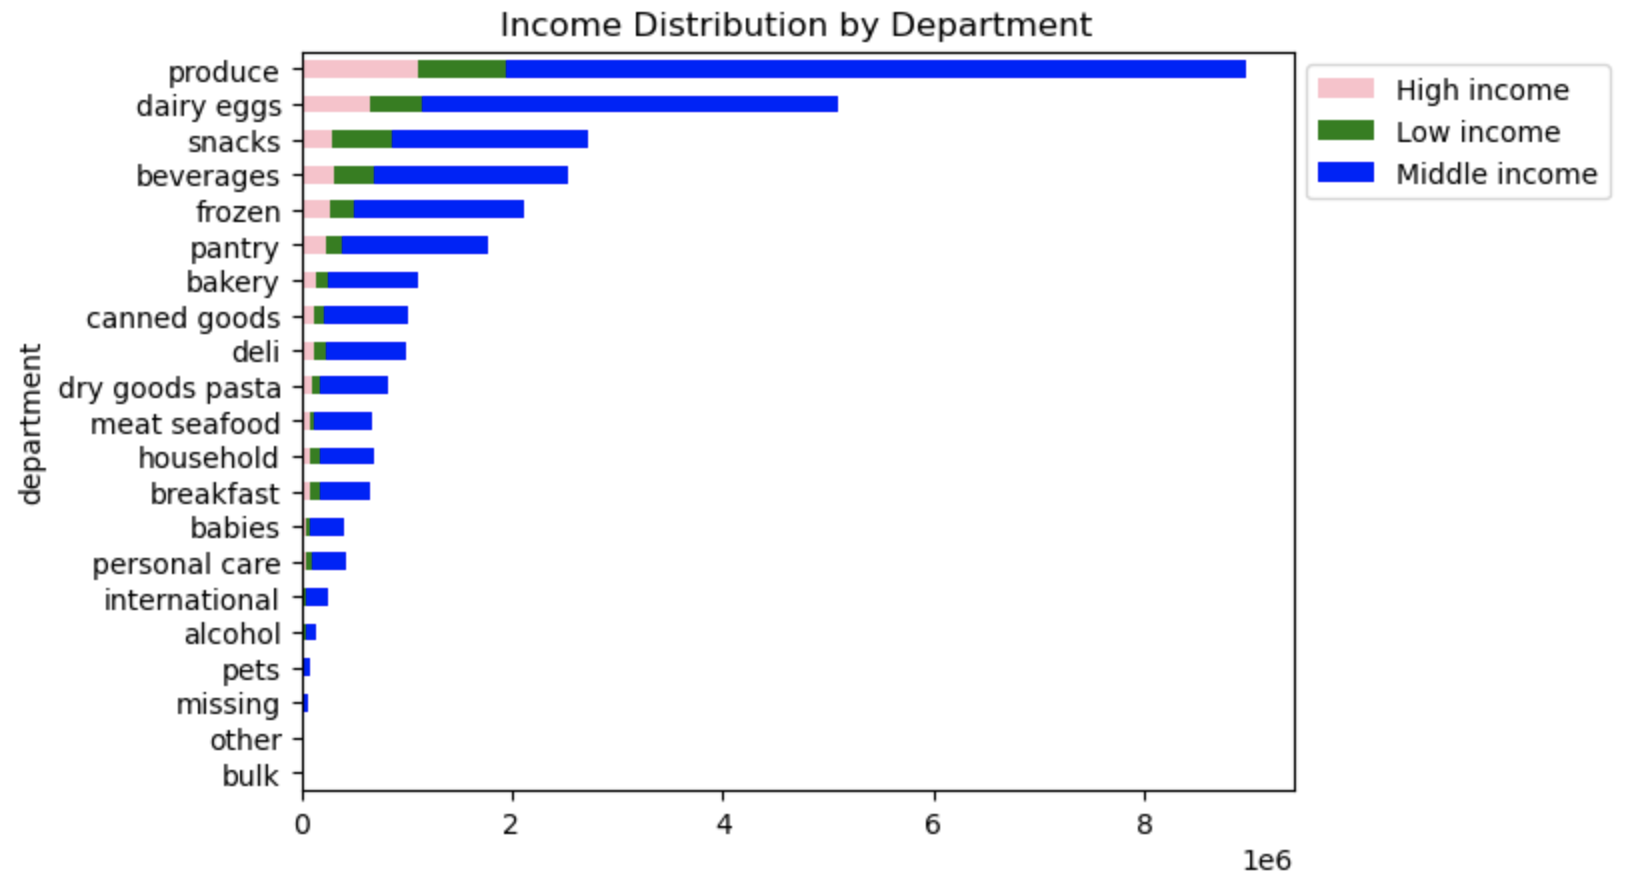 Income Distribution by Department
produce
dairy eggs
snacks
beverages
frozen
pantry
bakery
canned goods
deli
dry goods pasta
meat seafood
household
breakfast
babies
personal care
international
alcohol
pets
missing
other
bulk
department
0 2 4 6 8
1e6
High income
Low income
Middle income